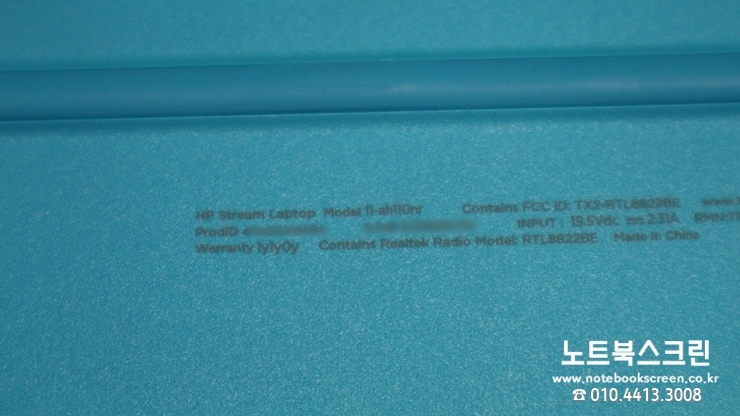 HP Stream Laptop Model 11-ah110nr Contains FCC ID: TX2-RTL8822BE
ProdID INPUT: 19.5Vdc ⎓ 2.31A
Warranty 1y1y0y Contains Realtek Radio Model: RTL8822BE Made in China
노트북스크린
www.notebookscreen.co.kr
☎ 010.4413.3008